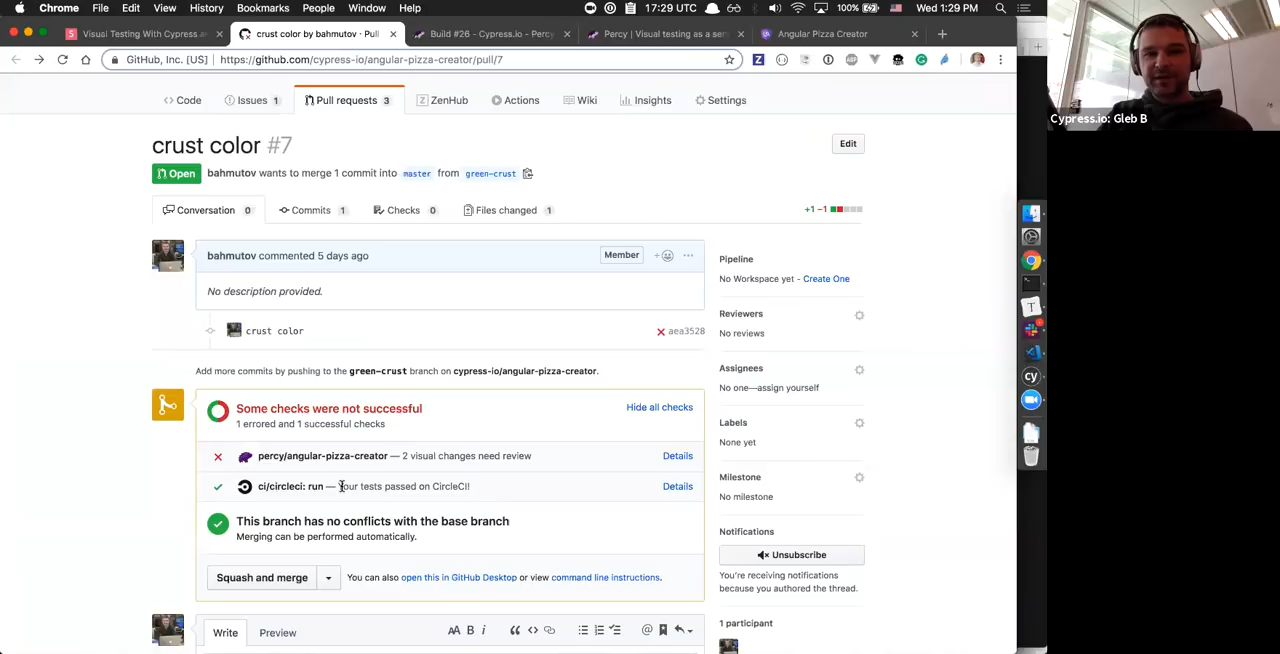 Chrome File Edit View History Bookmarks People Window Help 17:29 UTC 100% Wed 1:29 PM
Visual Testing With Cypress a
crust color by bahmutov · Pull
Build #26 - Cypress.io - Percy
Percy | Visual testing as a ser
Angular Pizza Creator
GitHub, Inc. [US] https://github.com/cypress-io/angular-pizza-creator/pull/7
Code Issues 1 Pull requests 3 ZenHub Actions Wiki Insights Settings
crust color #7
Edit
Open bahmutov wants to merge 1 commit into master from green-crust
Conversation 0 Commits 1 Checks 0 Files changed 1
+1 −1
bahmutov commented 5 days ago Member
No description provided.
crust color aea3528
Add more commits by pushing to the green-crust branch on cypress-io/angular-pizza-creator.
Some checks were not successful
Hide all checks
1 errored and 1 successful checks
percy/angular-pizza-creator — 2 visual changes need review Details
ci/circleci: run — Your tests passed on CircleCI! Details
This branch has no conflicts with the base branch
Merging can be performed automatically.
Squash and merge You can also open this in GitHub Desktop or view command line instructions.
Write Preview
Pipeline
No Workspace yet - Create One
Reviewers
No reviews
Assignees
No one—assign yourself
Labels
None yet
Milestone
No milestone
Notifications
Unsubscribe
You're receiving notifications
because you authored the thread.
1 participant
Cypress.io: Gleb B
cy